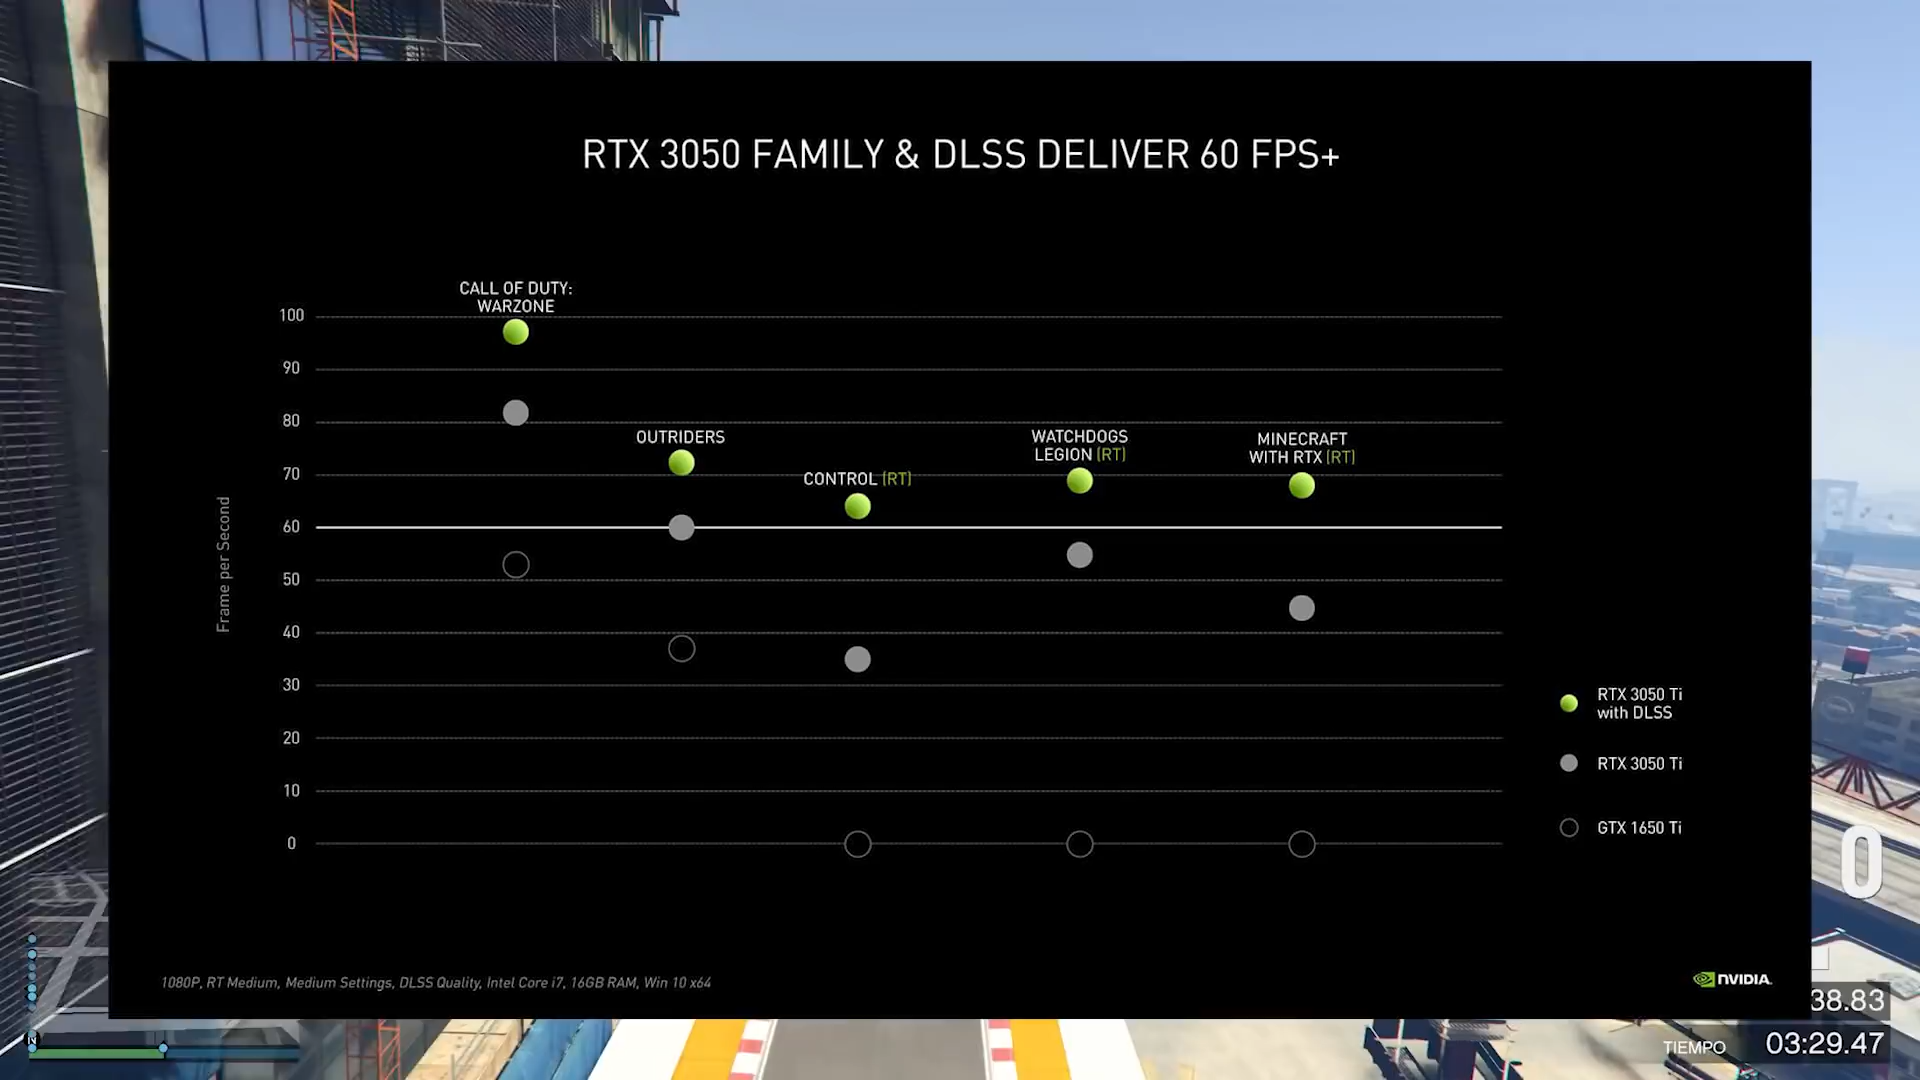 RTX 3050 FAMILY & DLSS DELIVER 60 FPS+
CALL OF DUTY:
WARZONE
100
90
80
OUTRIDERS
WATCHDOGS
LEGION (RT)
MINECRAFT
WITH RTX (RT)
70
CONTROL (RT)
60
50
40
30
20
10
0
Frame per Second
RTX 3050 Ti
with DLSS
RTX 3050 Ti
GTX 1650 Ti
1080P, RT Medium, Medium Settings, DLSS Quality, Intel Core i7, 16GB RAM, Win 10 x64
NVIDIA.
0
38.83
TIEMPO 03:29.47
N